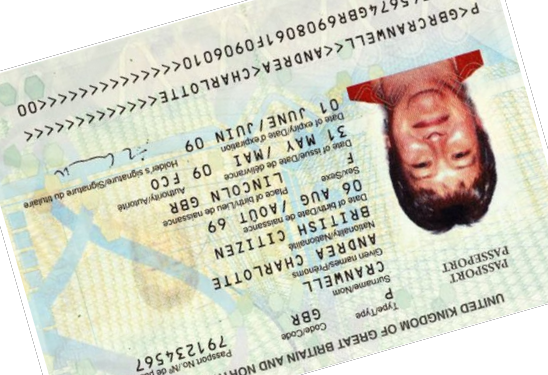 UNITED KINGDOM OF GREAT BRITAIN AND
PASSPORT
PASSEPORT
Type/Type Code/Code Passport No./Nº de
P GBR 791234567
Surname/Nom
CRANWELL
Given names/Prénoms
ANDREA CHARLOTTE
Nationality/Nationalité
BRITISH CITIZEN
Date of birth/Date de naissance
06 AUG /AOUT 69
Sex/Sexe Place of birth/Lieu de naissance
F LINCOLN GBR
Date of issue/Date de délivrance Authority/Autorité
31 MAY /MAI 09 FCO
Date of expiry/Date d'expiration Holder's signature/Signature du titulaire
01 JUNE/JUIN 09
P<GBRCRANWELL<<ANDREA<CHARLOTTE<<<<<<<<<<<<<
5674GBR6908061F0906010<<<<<<<<<<<<<<00